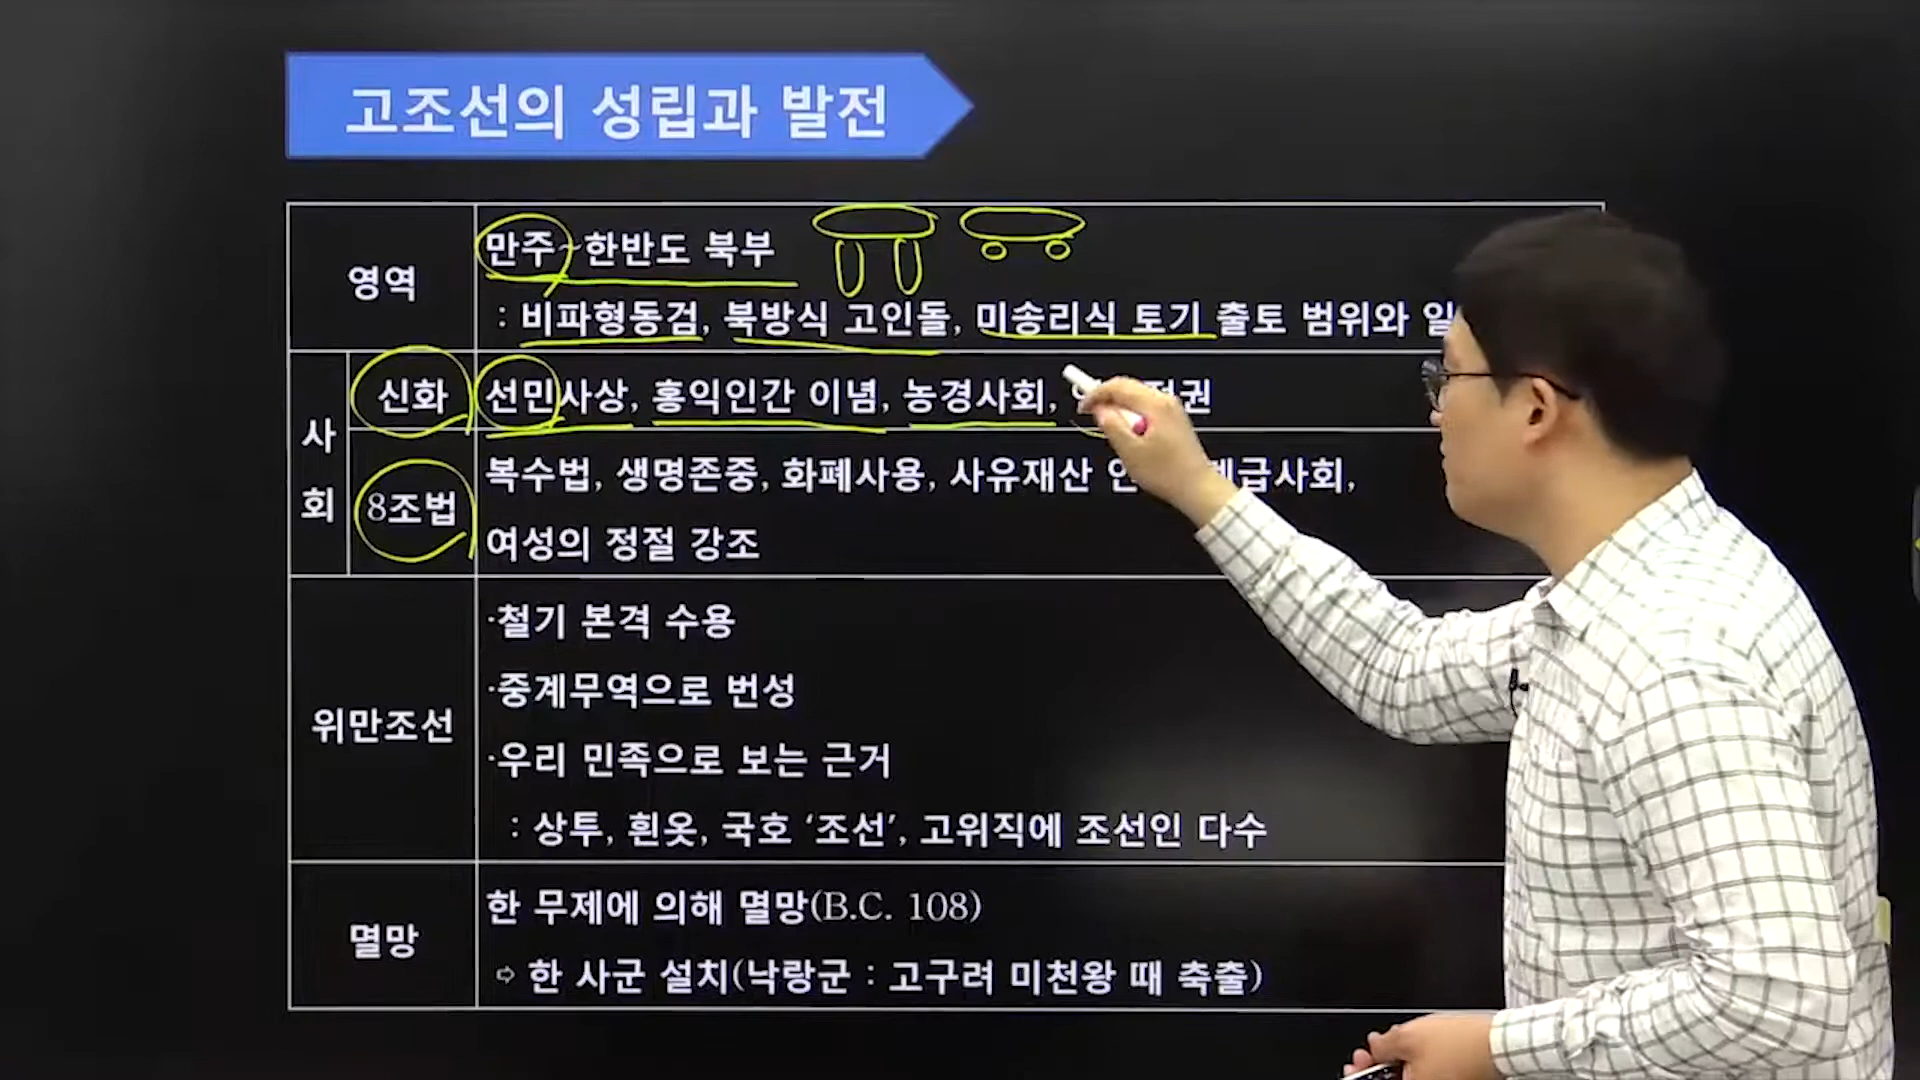 고조선의 성립과 발전
영역
만주~한반도 북부
: 비파형동검, 북방식 고인돌, 미송리식 토기 출토 범위와
사회
신화
선민사상, 홍익인간 이념, 농경사회,
8조법
복수법, 생명존중, 화폐사용, 사유재산
여성의 정절 강조
위만조선
·철기 본격 수용
·중계무역으로 번성
·우리 민족으로 보는 근거
: 상투, 흰옷, 국호 ‘조선’, 고위직에 조선인 다수
멸망
한 무제에 의해 멸망(B.C. 108)
⇨ 한 사군 설치(낙랑군 : 고구려 미천왕 때 축출)